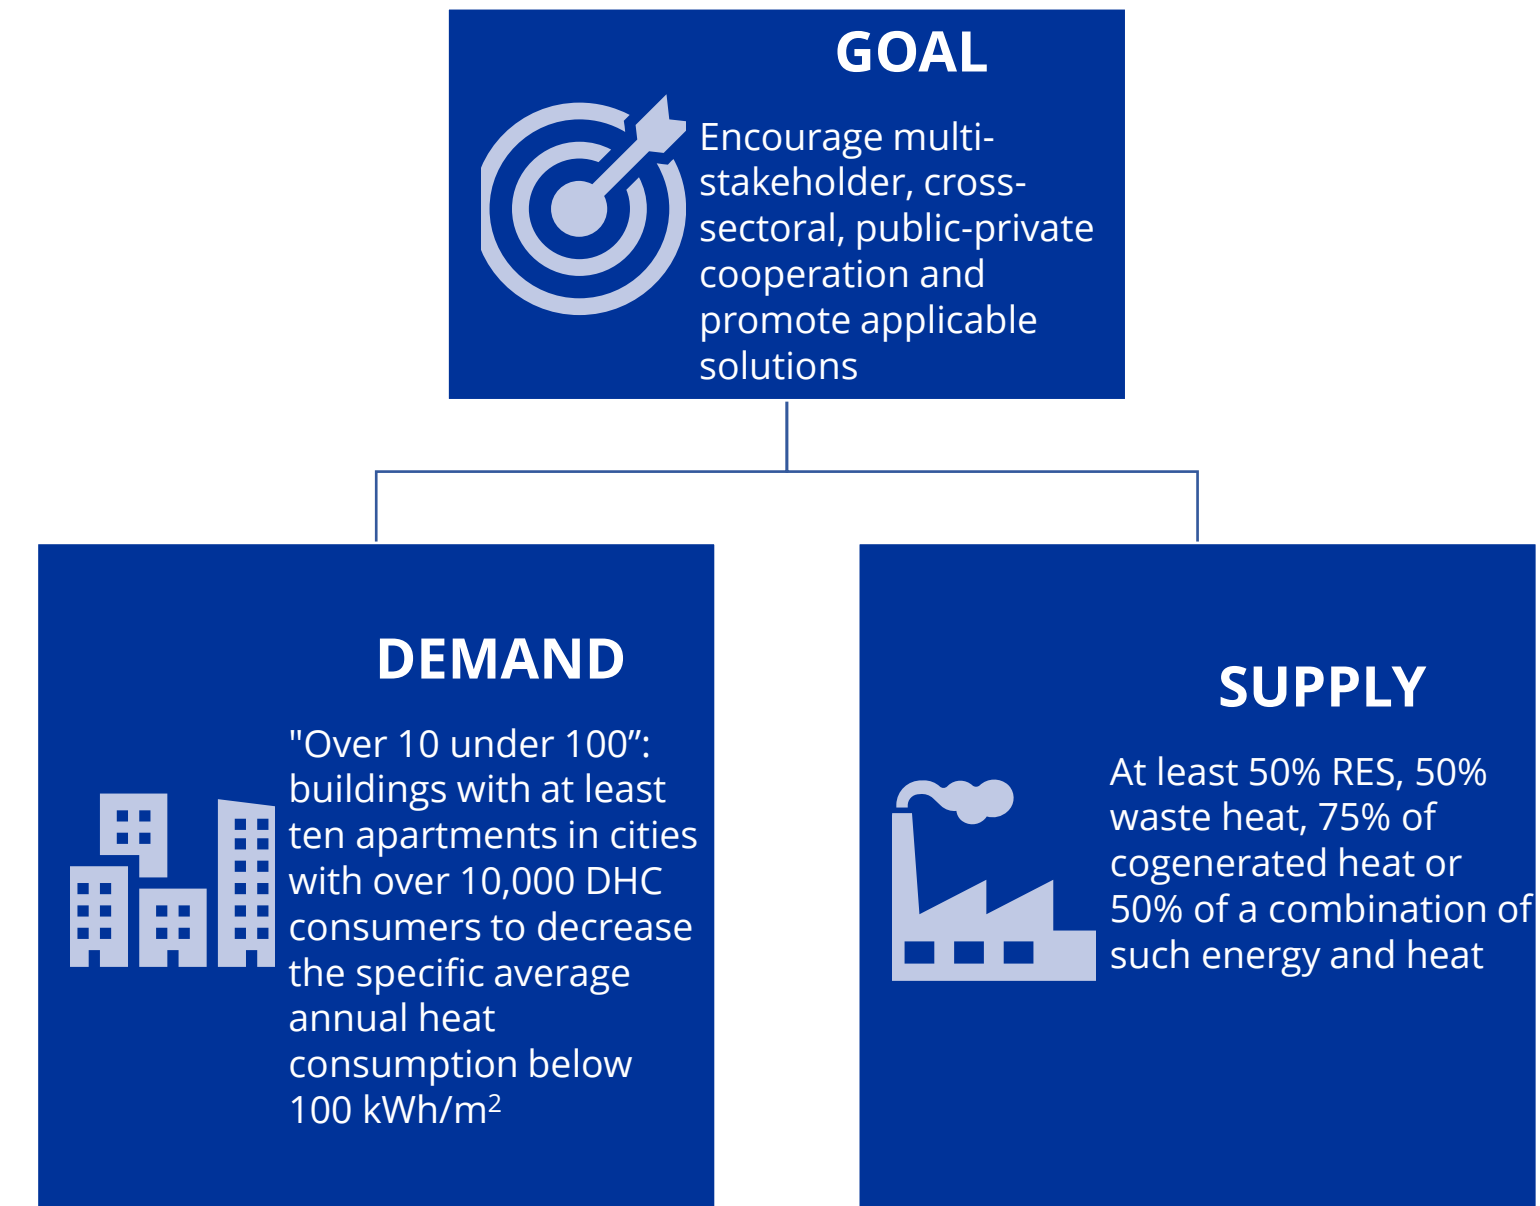 GOAL
Encourage multi-
stakeholder, cross-
sectoral, public-private
cooperation and
promote applicable
solutions
DEMAND
"Over 10 under 100”:
buildings with at least
ten apartments in cities
with over 10,000 DHC
consumers to decrease
the specific average
annual heat
consumption below
100 kWh/m²
SUPPLY
At least 50% RES, 50%
waste heat, 75% of
cogenerated heat or
50% of a combination of
such energy and heat